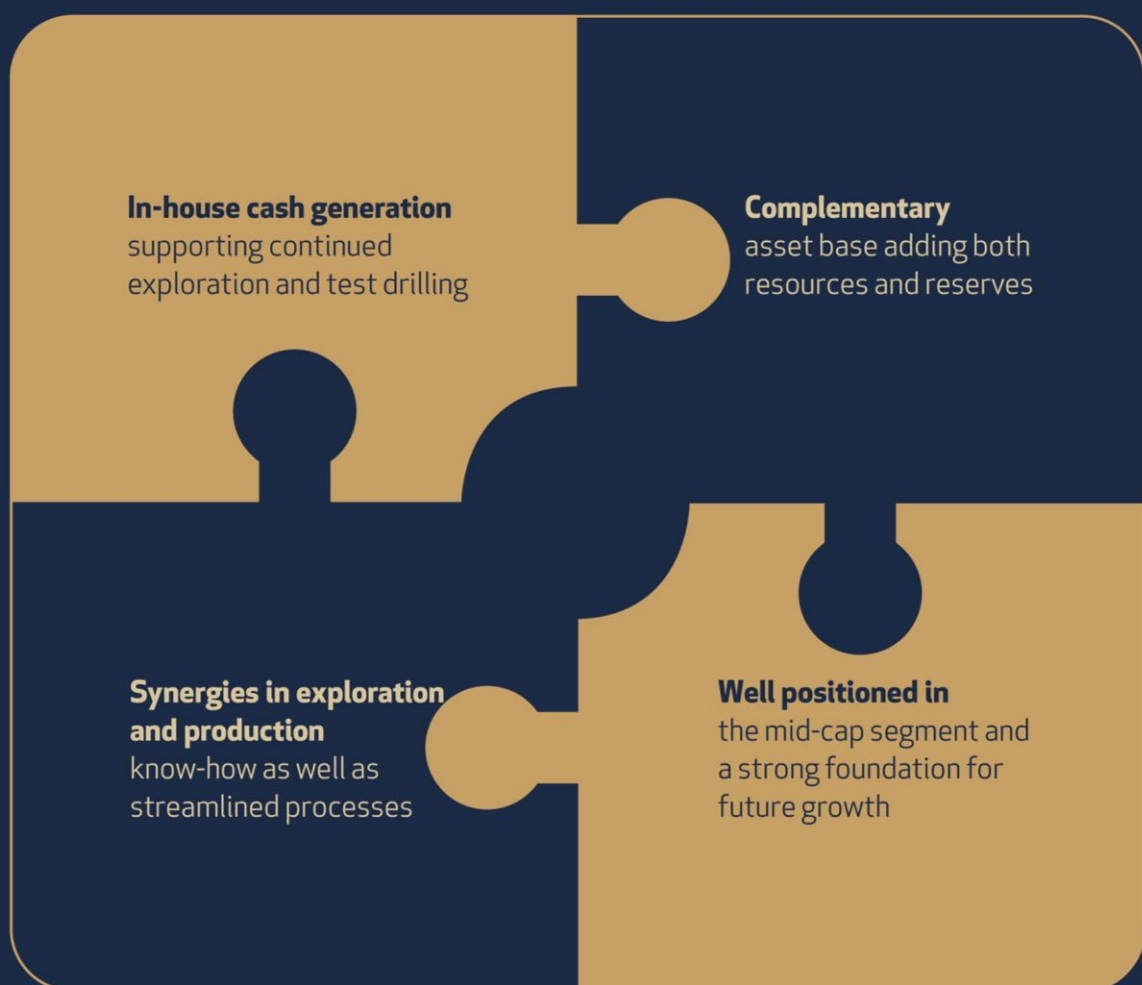 In-house cash generation
supporting continued
exploration and test drilling
Complementary
asset base adding both
resources and reserves
Synergies in exploration
and production
know-how as well as
streamlined processes
Well positioned in
the mid-cap segment and
a strong foundation for
future growth